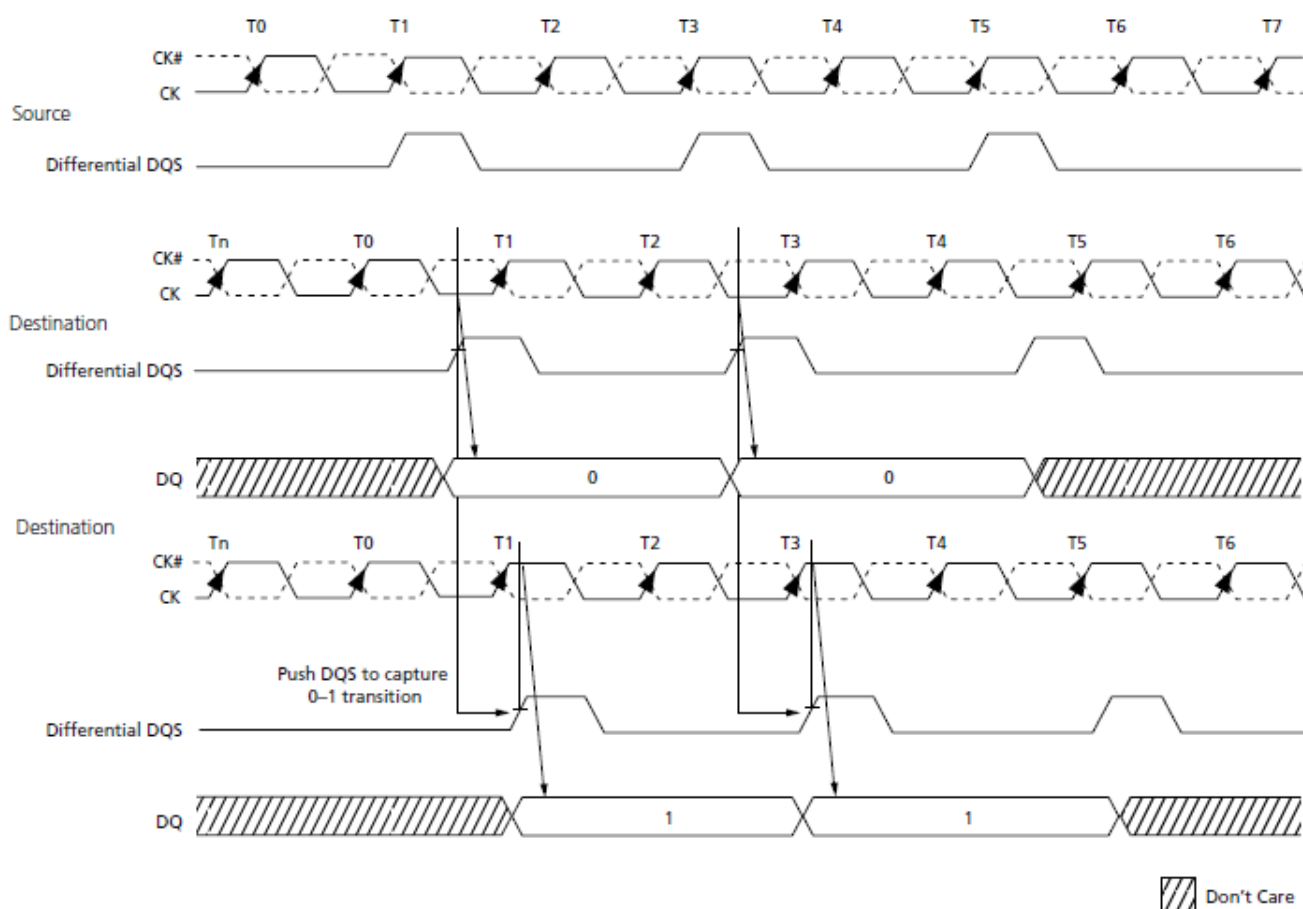 T0 T1 T2 T3 T4 T5 T6 T7
CK#
CK
Source
Differential DQS
Tn T0 T1 T2 T3 T4 T5 T6
CK#
CK
Destination
Differential DQS
DQ 0 0
Destination
Tn T0 T1 T2 T3 T4 T5 T6
CK#
CK
Push DQS to capture
0–1 transition
Differential DQS
DQ 1 1
Don't Care